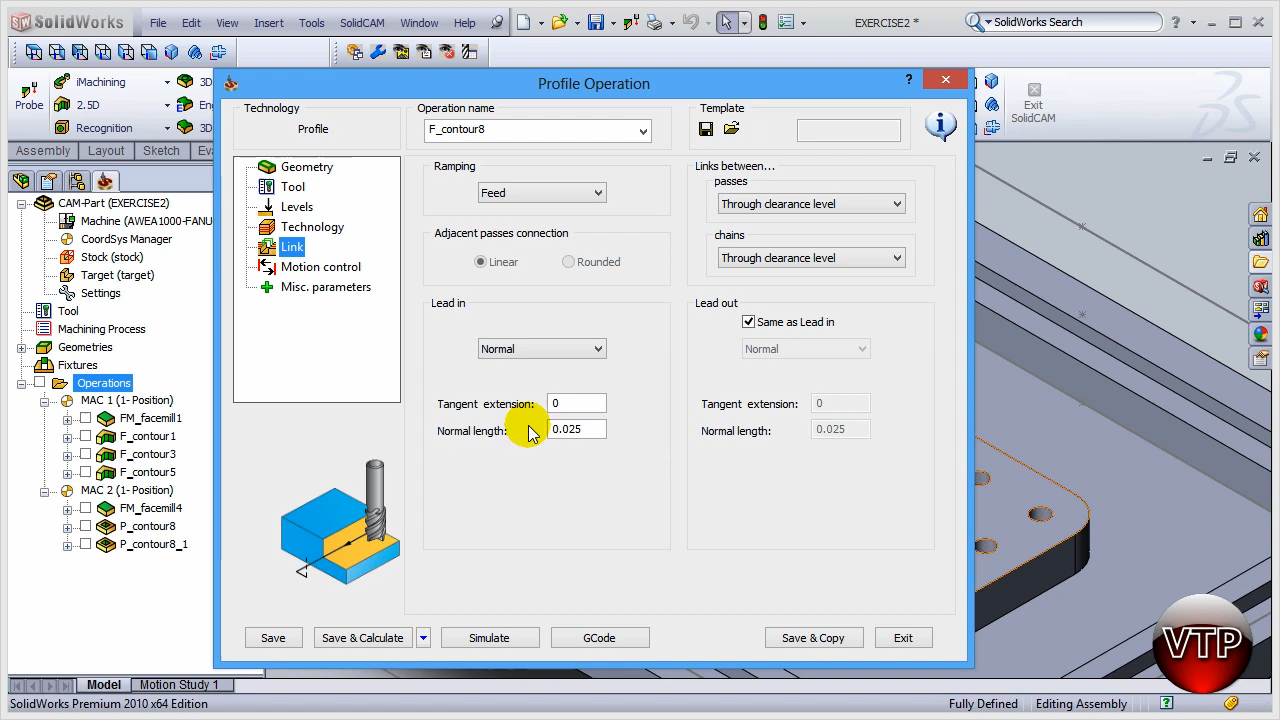 SolidWorks
File Edit View Insert Tools SolidCAM Window Help
EXERCISE2 *
SolidWorks Search
Probe
iMachining
2.5D
Recognition
3D
3D
Exit
SolidCAM
Assembly Layout Sketch
Profile Operation
?
Technology
Profile
Operation name
F_contour8
Template
Geometry
Tool
Levels
Technology
Link
Motion control
Misc. parameters
Ramping
Feed
Adjacent passes connection
Linear Rounded
Links between...
passes
Through clearance level
chains
Through clearance level
Lead in
Normal
Tangent extension: 0
Normal length: 0.025
Lead out
Same as Lead in
Normal
Tangent extension: 0
Normal length: 0.025
Save Save & Calculate Simulate GCode Save & Copy Exit
CAM-Part (EXERCISE2)
Machine (AWEA1000-FANU
CoordSys Manager
Stock (stock)
Target (target)
Settings
Tool
Machining Process
Geometries
Fixtures
Operations
MAC 1 (1- Position)
FM_facemill1
F_contour1
F_contour3
F_contour5
MAC 2 (1- Position)
FM_facemill4
P_contour8
P_contour8_1
VTP
Model Motion Study 1
SolidWorks Premium 2010 x64 Edition
Fully Defined
Editing Assembly